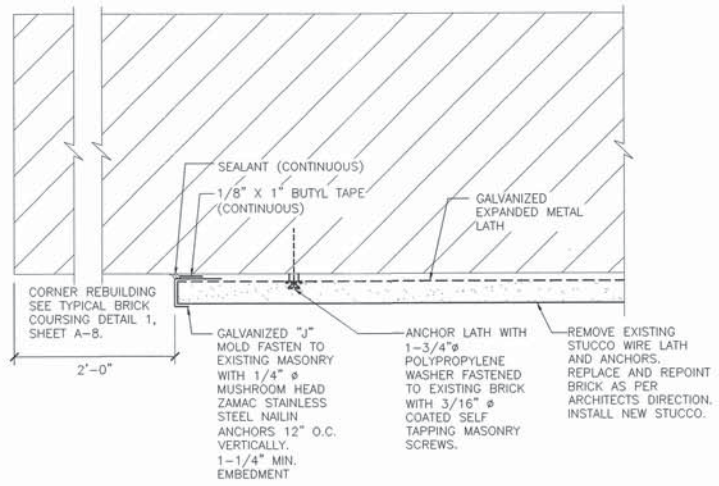 SEALANT (CONTINUOUS)
1/8" X 1" BUTYL TAPE
(CONTINUOUS)
GALVANIZED
EXPANDED METAL
LATH
CORNER REBUILDING
SEE TYPICAL BRICK
COURSING DETAIL 1,
SHEET A-8.
2'-0"
GALVANIZED "J"
MOLD FASTEN TO
EXISTING MASONRY
WITH 1/4" ø
MUSHROOM HEAD
ZAMAC STAINLESS
STEEL NAILIN
ANCHORS 12" O.C.
VERTICALLY.
1-1/4" MIN.
EMBEDMENT
ANCHOR LATH WITH
1-3/4"ø
POLYPROPYLENE
WASHER FASTENED
TO EXISTING BRICK
WITH 3/16" ø
COATED SELF
TAPPING MASONRY
SCREWS.
REMOVE EXISTING
STUCCO WIRE LATH
AND ANCHORS.
REPLACE AND REPOINT
BRICK AS PER
ARCHITECTS DIRECTION.
INSTALL NEW STUCCO.